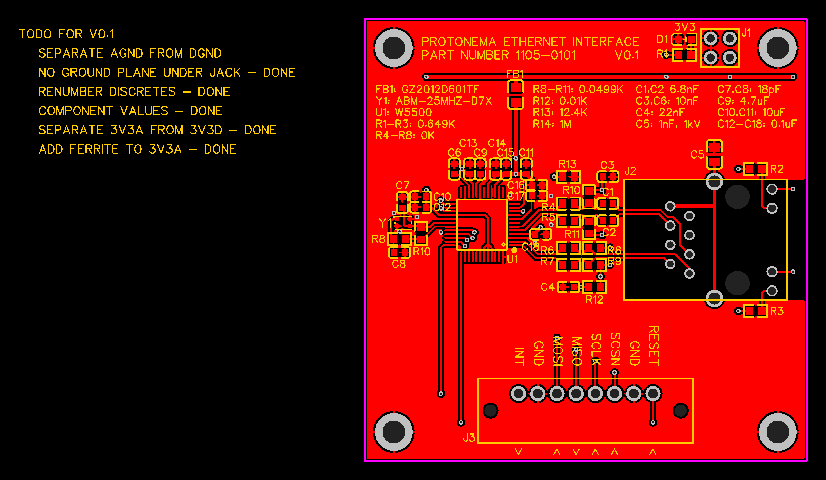 TODO FOR V0.1
SEPARATE AGND FROM DGND
NO GROUND PLANE UNDER JACK - DONE
RENUMBER DISCRETES - DONE
COMPONENT VALUES - DONE
SEPARATE 3V3A FROM 3V3D - DONE
ADD FERRITE TO 3V3A - DONE
PROTONEMA ETHERNET INTERFACE
PART NUMBER 1105-0101 V0.1
3V3
D1
J1
FB1
FB1: GZ2012D601TF
Y1: ABM-25MHZ-D7X
U1: W5500
R1-R3: 0.649K
R4-R8: 0K
R8-R11: 0.0499K
R12: 0.01K
R13: 12.4K
R14: 1M
C1,C2 6.8nF
C3,C6: 10nF
C4: 22nF
C5: 1nF, 1kV
C7,C8: 18pF
C9: 4.7uF
C10,C11: 10uF
C12-C18: 0.1uF
C13 C14
C6 C9 C15 C11
R13 C3
C5
J2
R2
C7
C10
C16
C17
R10
C1
R4
R5
C2
Y1
R8
R10
C8
R11
U1
R6 R8
R7 R9
C4
R12
R3
INT
GND
MOSI
MISO
SCLK
SCSN
GND
RESET
J3